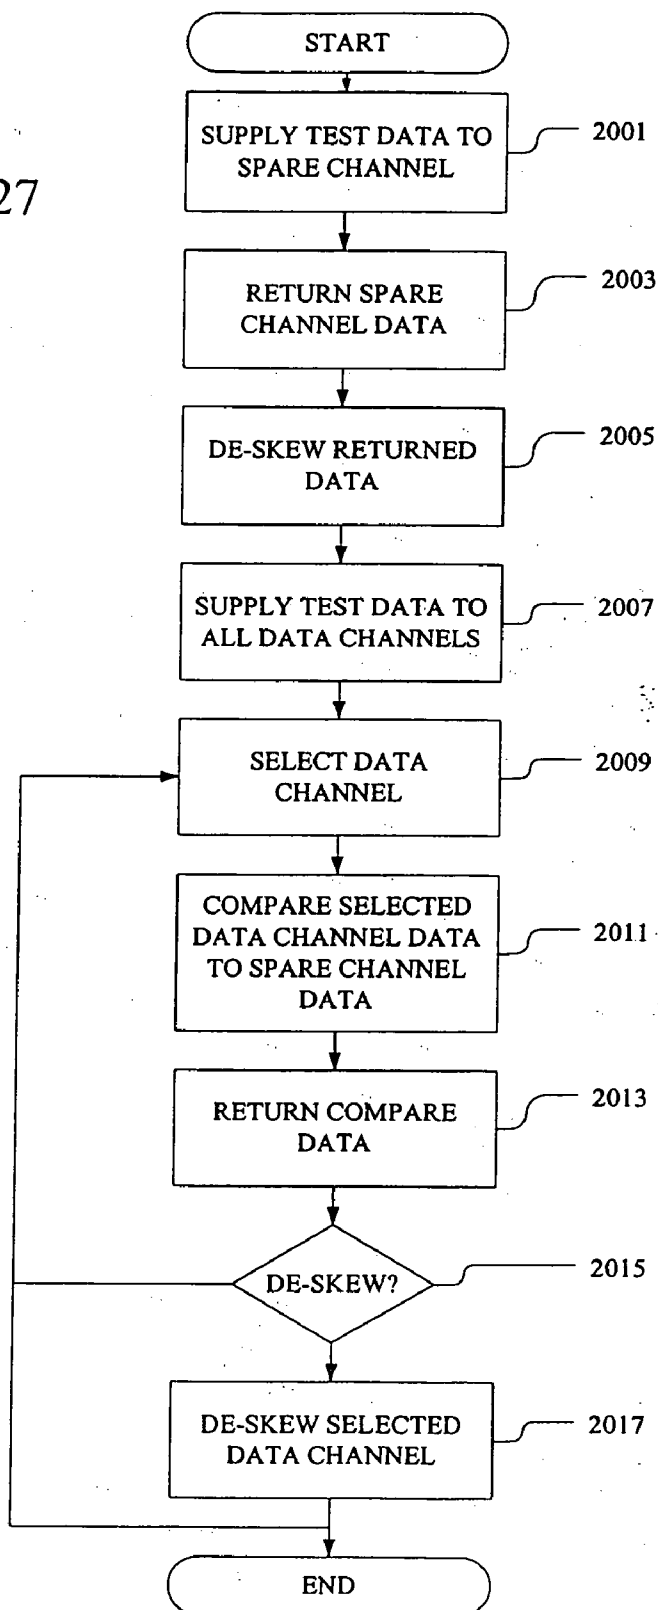 START
SUPPLY TEST DATA TO
SPARE CHANNEL
2001
27
RETURN SPARE
CHANNEL DATA
2003
DE-SKEW RETURNED
DATA
2005
SUPPLY TEST DATA TO
ALL DATA CHANNELS
2007
SELECT DATA
CHANNEL
2009
COMPARE SELECTED
DATA CHANNEL DATA
TO SPARE CHANNEL
DATA
2011
RETURN COMPARE
DATA
2013
DE-SKEW?
2015
DE-SKEW SELECTED
DATA CHANNEL
2017
END